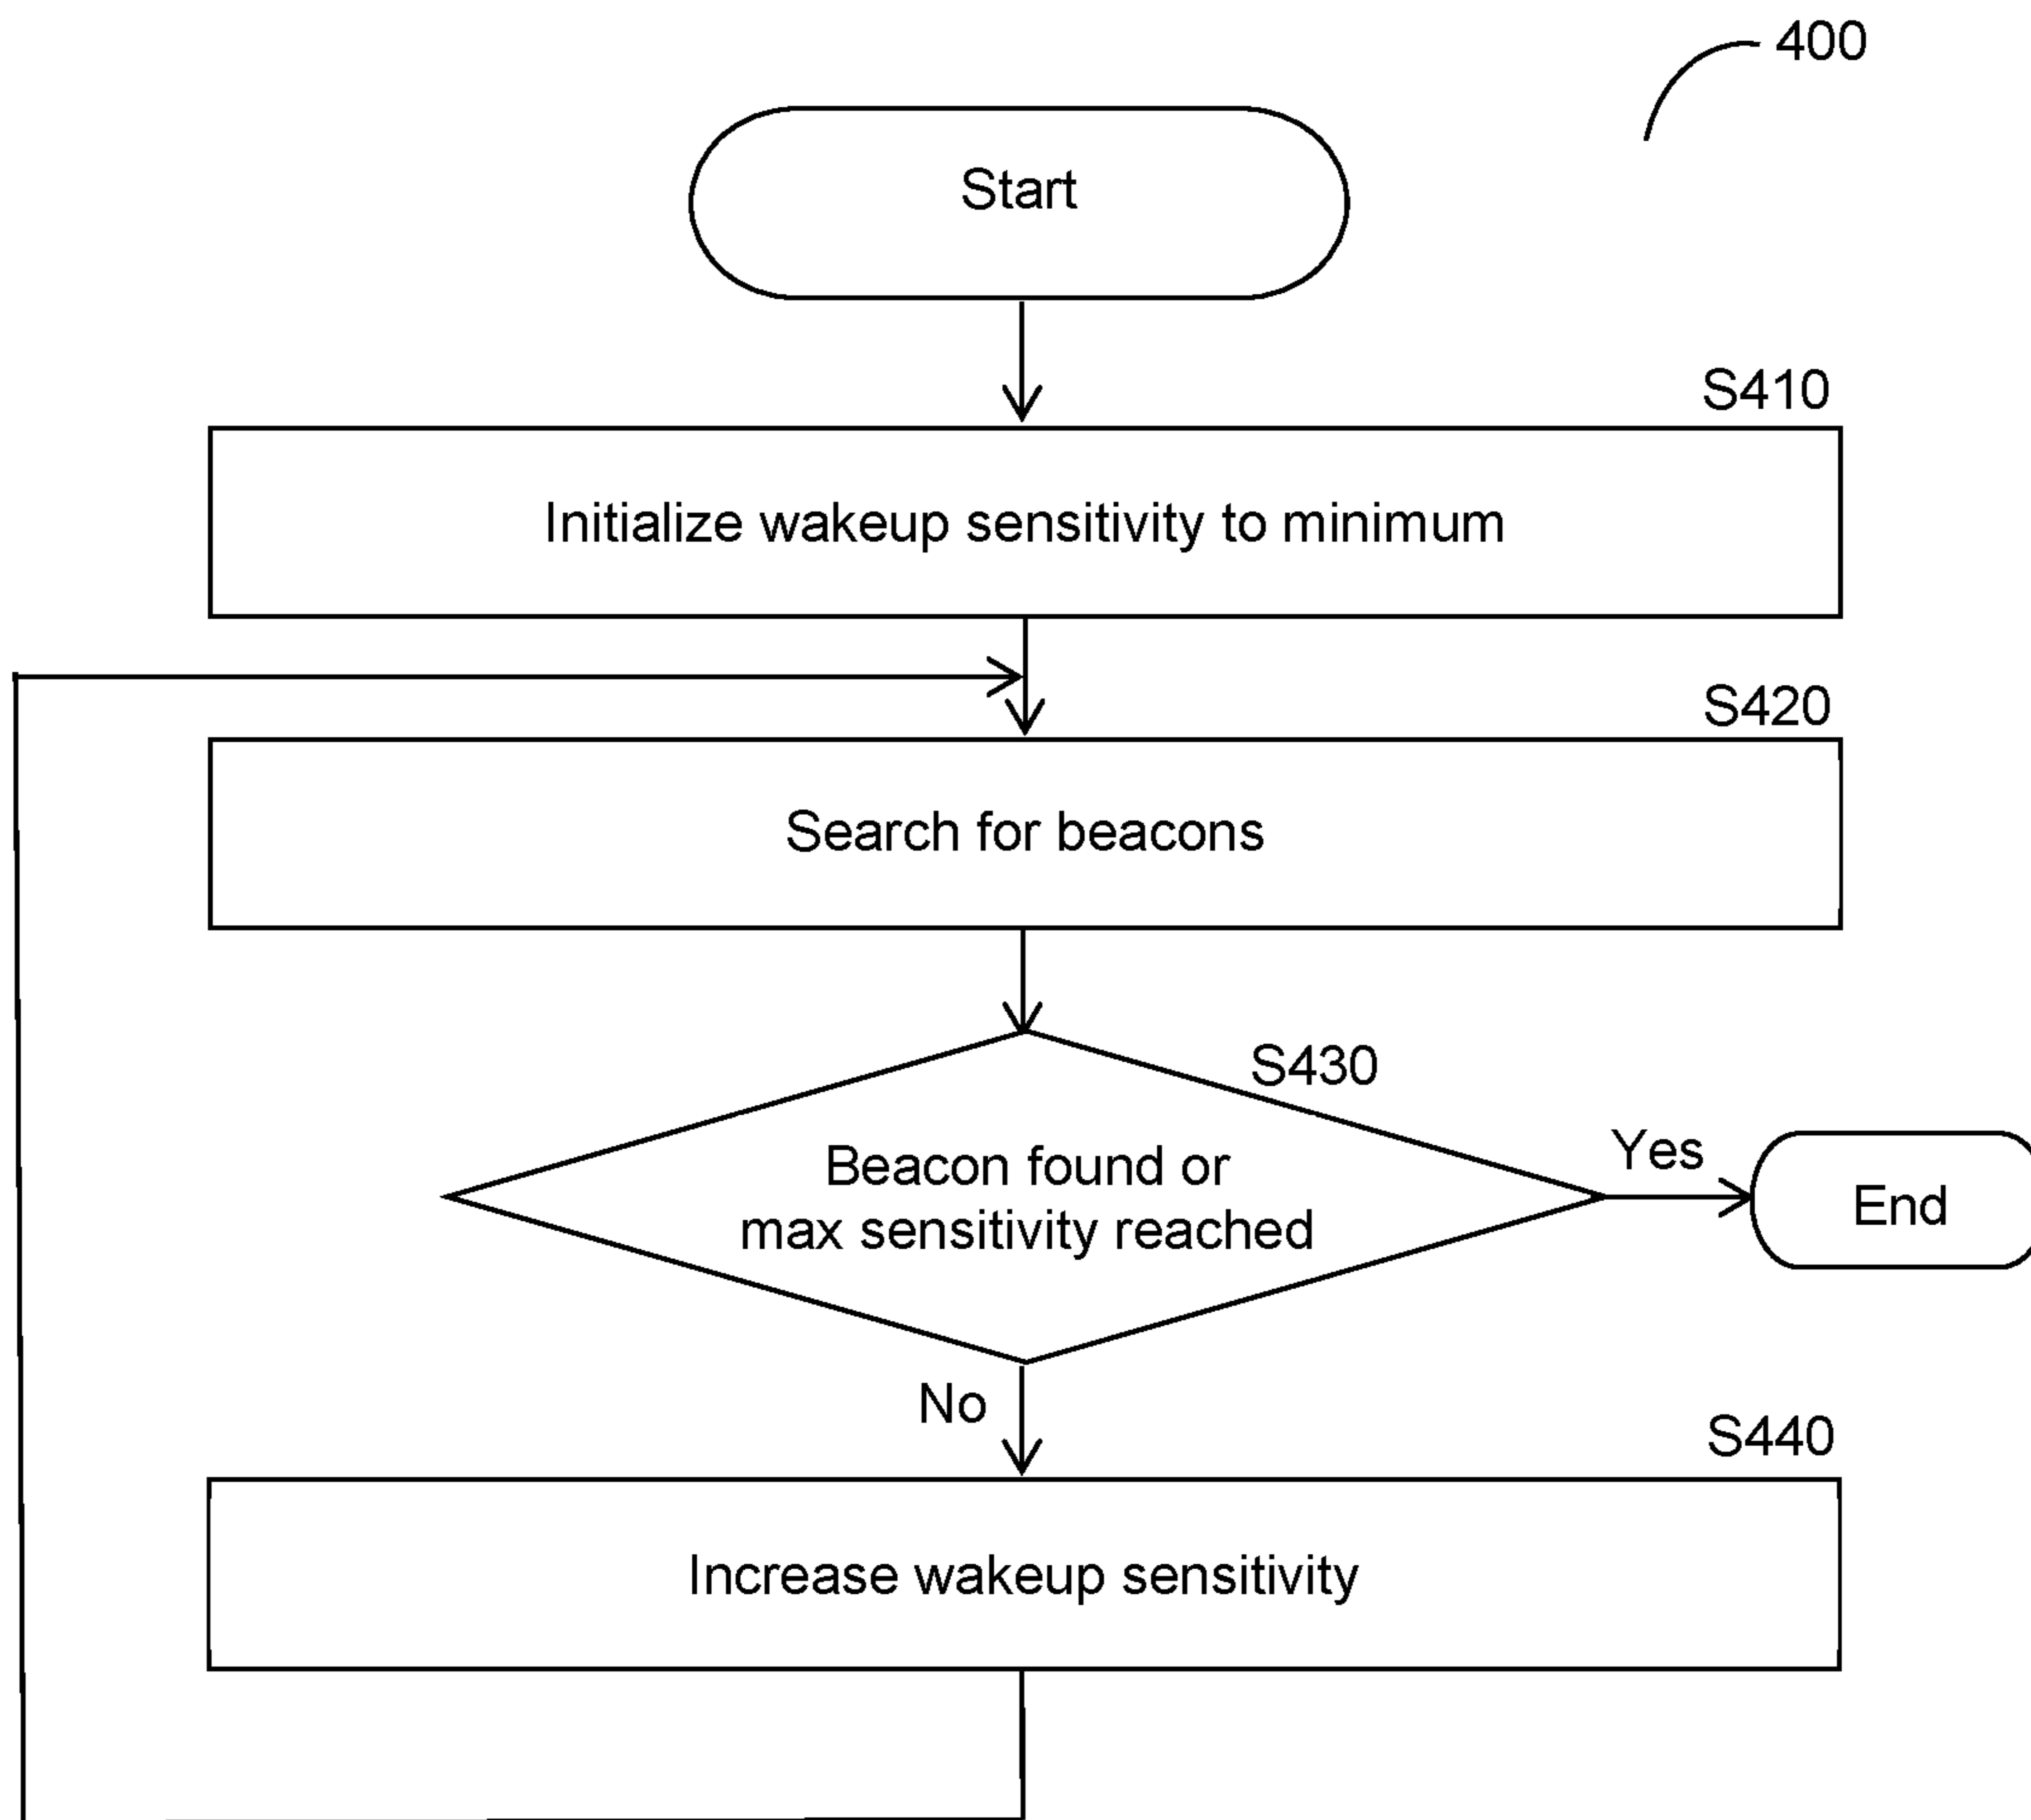 400
Start
S410
Initialize wakeup sensitivity to minimum
S420
Search for beacons
S430
Beacon found or
max sensitivity reached
Yes
End
No
S440
Increase wakeup sensitivity